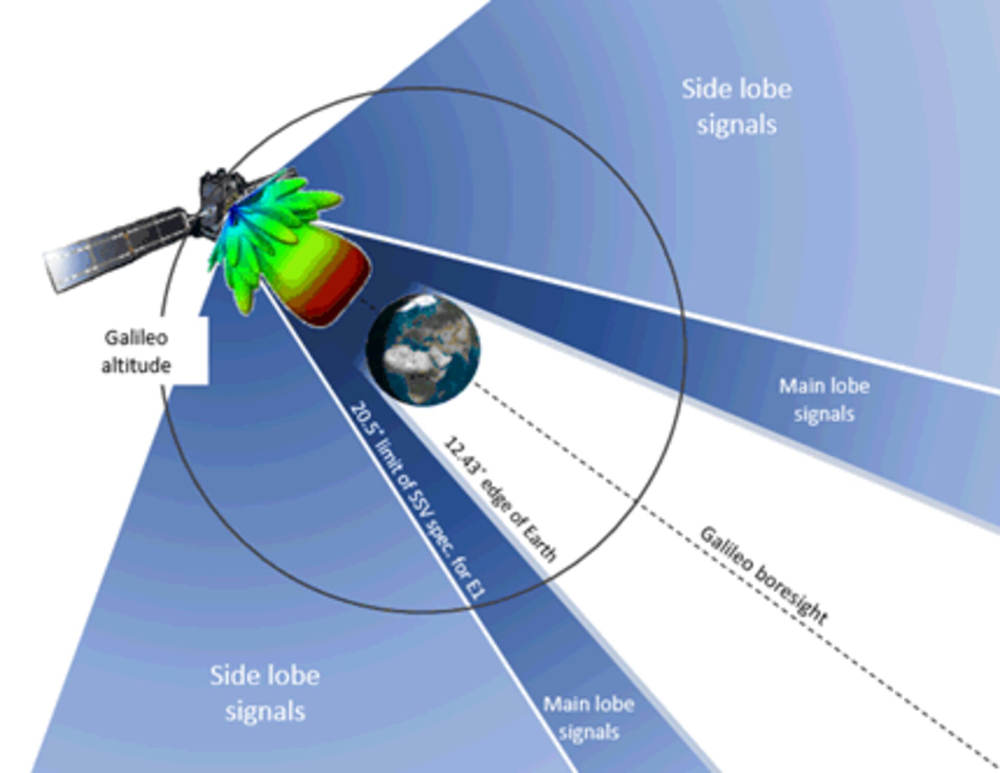 Side lobe
signals
Galileo
altitude
Main lobe
signals
20.5° limit of SSV spec. for E1
12.43° edge of Earth
Galileo boresight
Side lobe
signals
Main lobe
signals